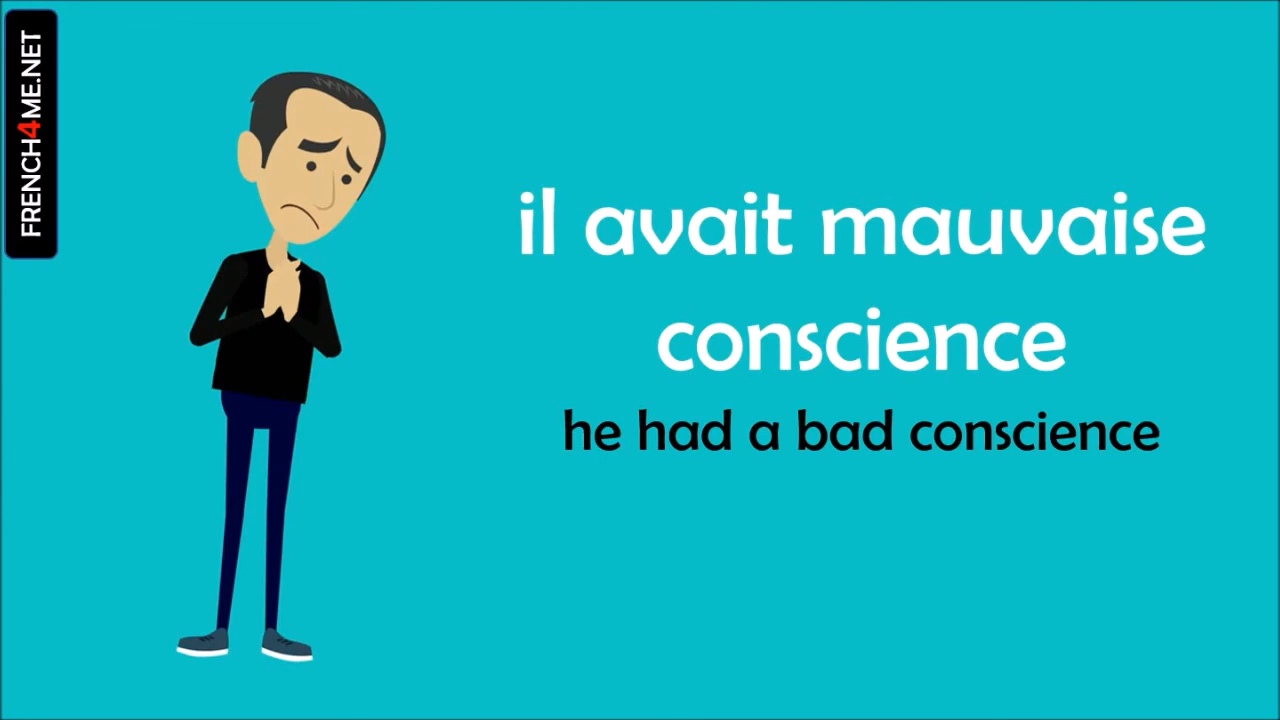 FRENCH4ME.NET
il avait mauvaise
conscience
he had a bad conscience